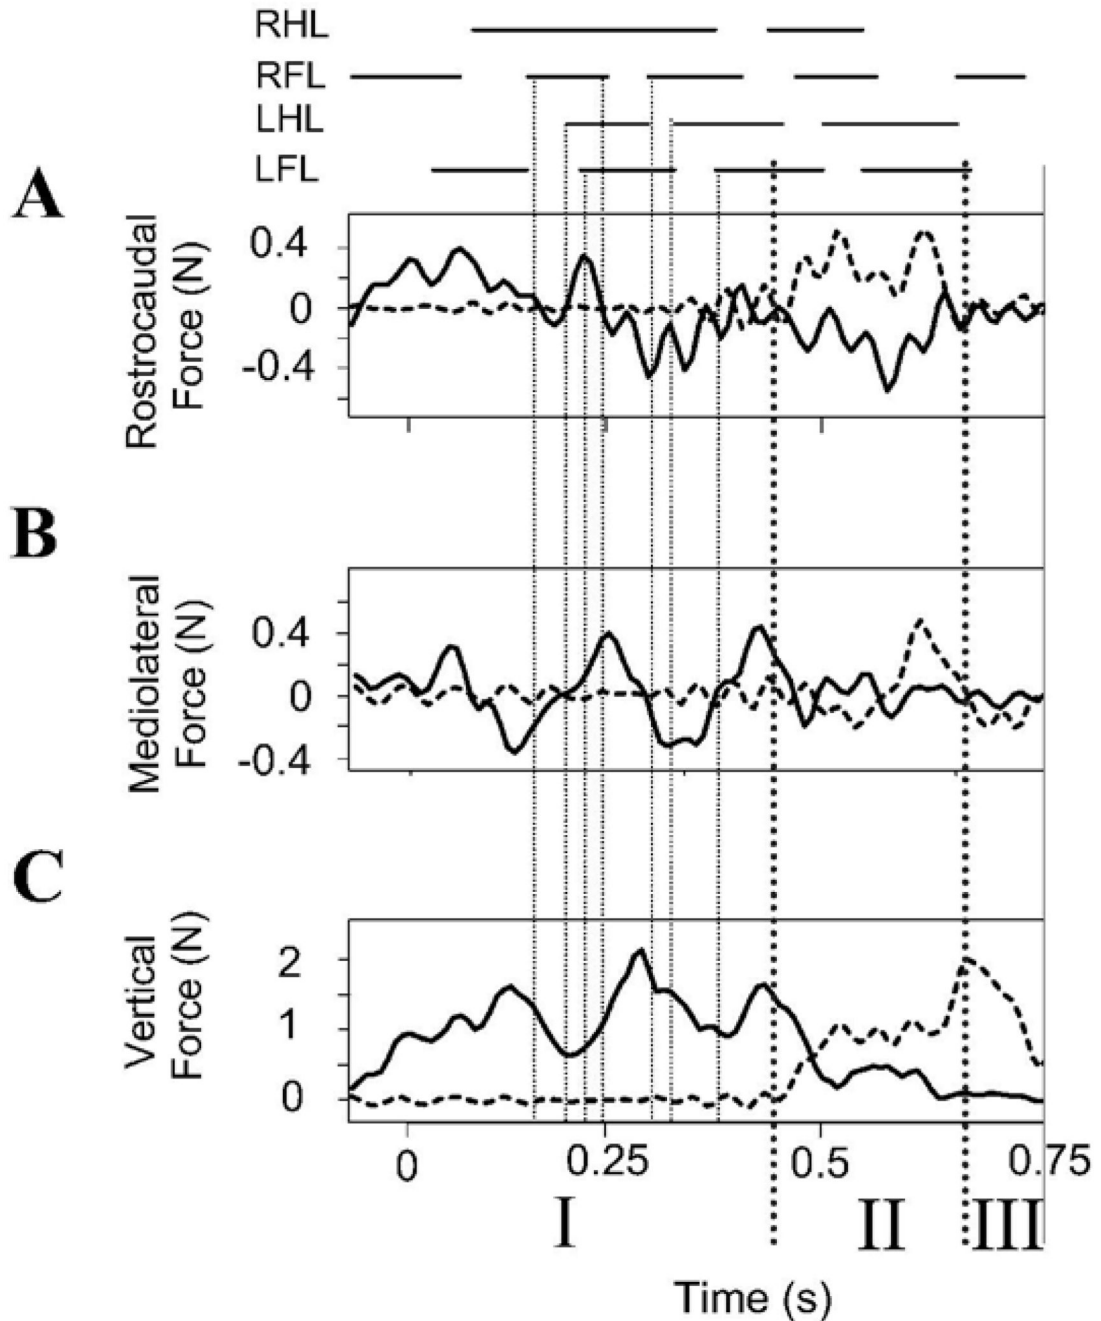 RHL
RFL
LHL
LFL
A
Rostrocaudal
Force (N)
0.4
0
-0.4
B
Mediolateral
Force (N)
0.4
0
-0.4
C
Vertical
Force (N)
2
1
0
0 0.25 0.5 0.75
I II III
Time (s)